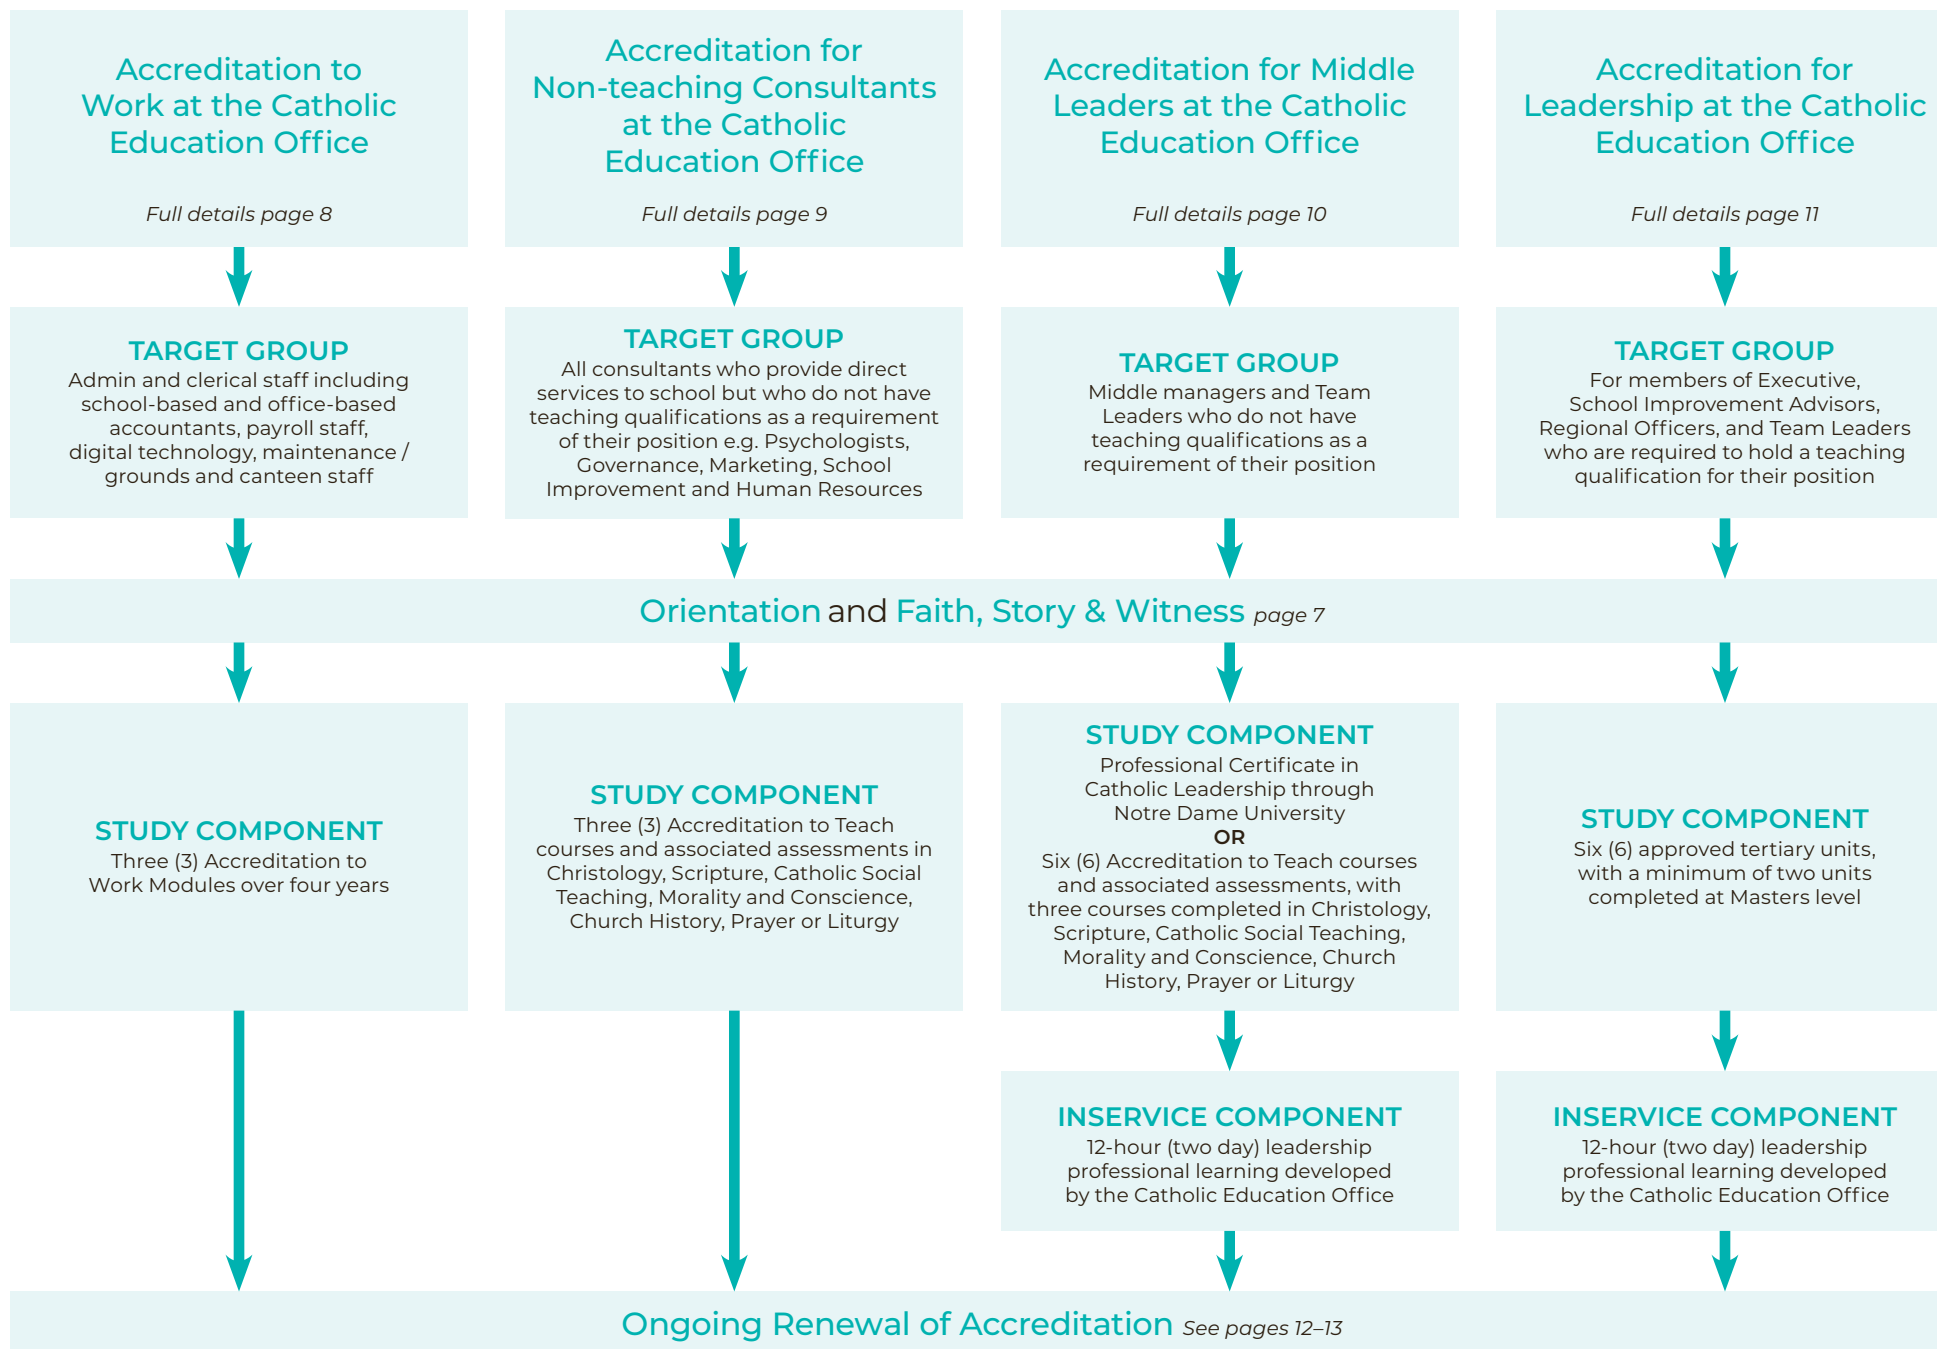 Accreditation to
Work at the Catholic
Education Office
Full details page 8
Accreditation for
Non-teaching Consultants
at the Catholic
Education Office
Full details page 9
Accreditation for Middle
Leaders at the Catholic
Education Office
Full details page 10
Accreditation for
Leadership at the Catholic
Education Office
Full details page 11
TARGET GROUP
Admin and clerical staff including
school-based and office-based
accountants, payroll staff,
digital technology, maintenance /
grounds and canteen staff
TARGET GROUP
All consultants who provide direct
services to school but who do not have
teaching qualifications as a requirement
of their position e.g. Psychologists,
Governance, Marketing, School
Improvement and Human Resources
TARGET GROUP
Middle managers and Team
Leaders who do not have
teaching qualifications as a
requirement of their position
TARGET GROUP
For members of Executive,
School Improvement Advisors,
Regional Officers, and Team Leaders
who are required to hold a teaching
qualification for their position
Orientation and Faith, Story & Witness page 7
STUDY COMPONENT
Three (3) Accreditation to
Work Modules over four years
STUDY COMPONENT
Three (3) Accreditation to Teach
courses and associated assessments in
Christology, Scripture, Catholic Social
Teaching, Morality and Conscience,
Church History, Prayer or Liturgy
STUDY COMPONENT
Professional Certificate in
Catholic Leadership through
Notre Dame University
OR
Six (6) Accreditation to Teach courses
and associated assessments, with
three courses completed in Christology,
Scripture, Catholic Social Teaching,
Morality and Conscience, Church
History, Prayer or Liturgy
STUDY COMPONENT
Six (6) approved tertiary units,
with a minimum of two units
completed at Masters level
INSERVICE COMPONENT
12-hour (two day) leadership
professional learning developed
by the Catholic Education Office
INSERVICE COMPONENT
12-hour (two day) leadership
professional learning developed
by the Catholic Education Office
Ongoing Renewal of Accreditation See pages 12–13